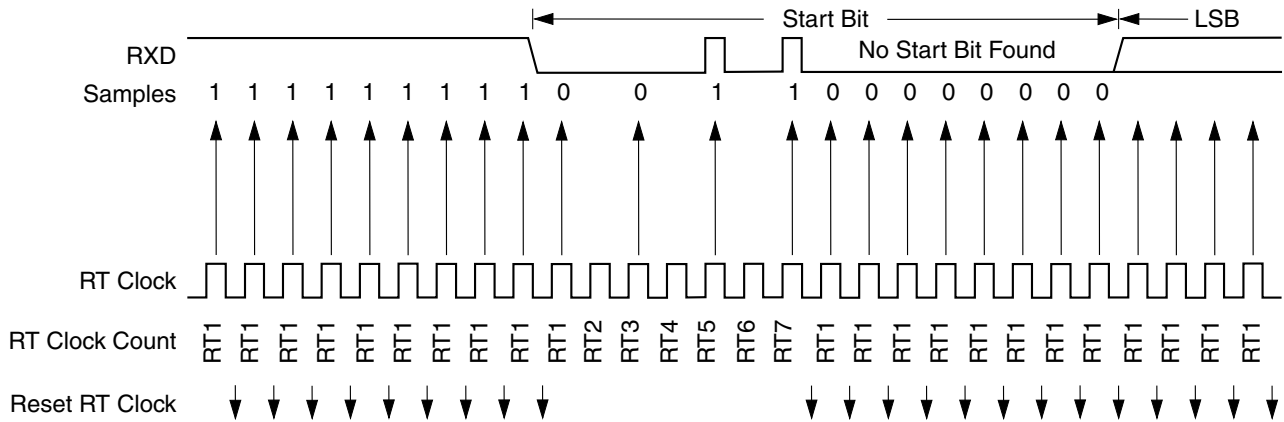 Start Bit LSB
RXD No Start Bit Found
Samples 1 1 1 1 1 1 1 1 1 0 0 1 1 0 0 0 0 0 0 0 0
RT Clock
RT Clock Count RT1 RT1 RT1 RT1 RT1 RT1 RT1 RT1 RT1 RT1 RT2 RT3 RT4 RT5 RT6 RT7 RT1 RT1 RT1 RT1 RT1 RT1 RT1 RT1 RT1 RT1 RT1 RT1
Reset RT Clock